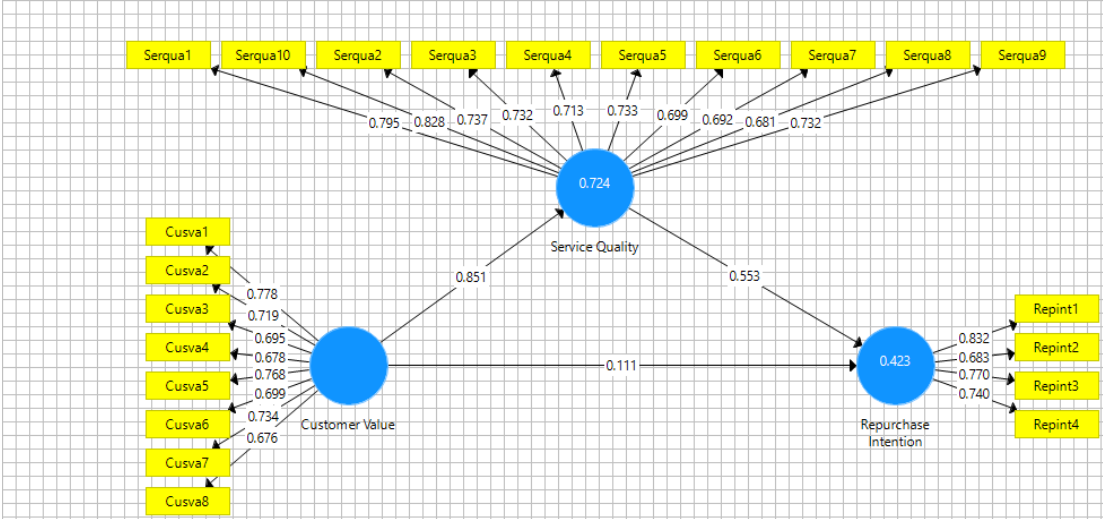 Serqua1 Serqua10 Serqua2 Serqua3 Serqua4 Serqua5 Serqua6 Serqua7 Serqua8 Serqua9
0.795 0.828 0.737 0.732 0.713 0.733 0.699 0.692 0.681 0.732
0.724
Service Quality
Cusva1
Cusva2
Cusva3
Cusva4
Cusva5
Cusva6
Cusva7
Cusva8
0.778
0.719
0.695
0.678
0.768
0.699
0.734
0.676
Customer Value
0.851
0.553
0.111
0.423
Repurchase
Intention
0.832
0.683
0.770
0.740
Repint1
Repint2
Repint3
Repint4